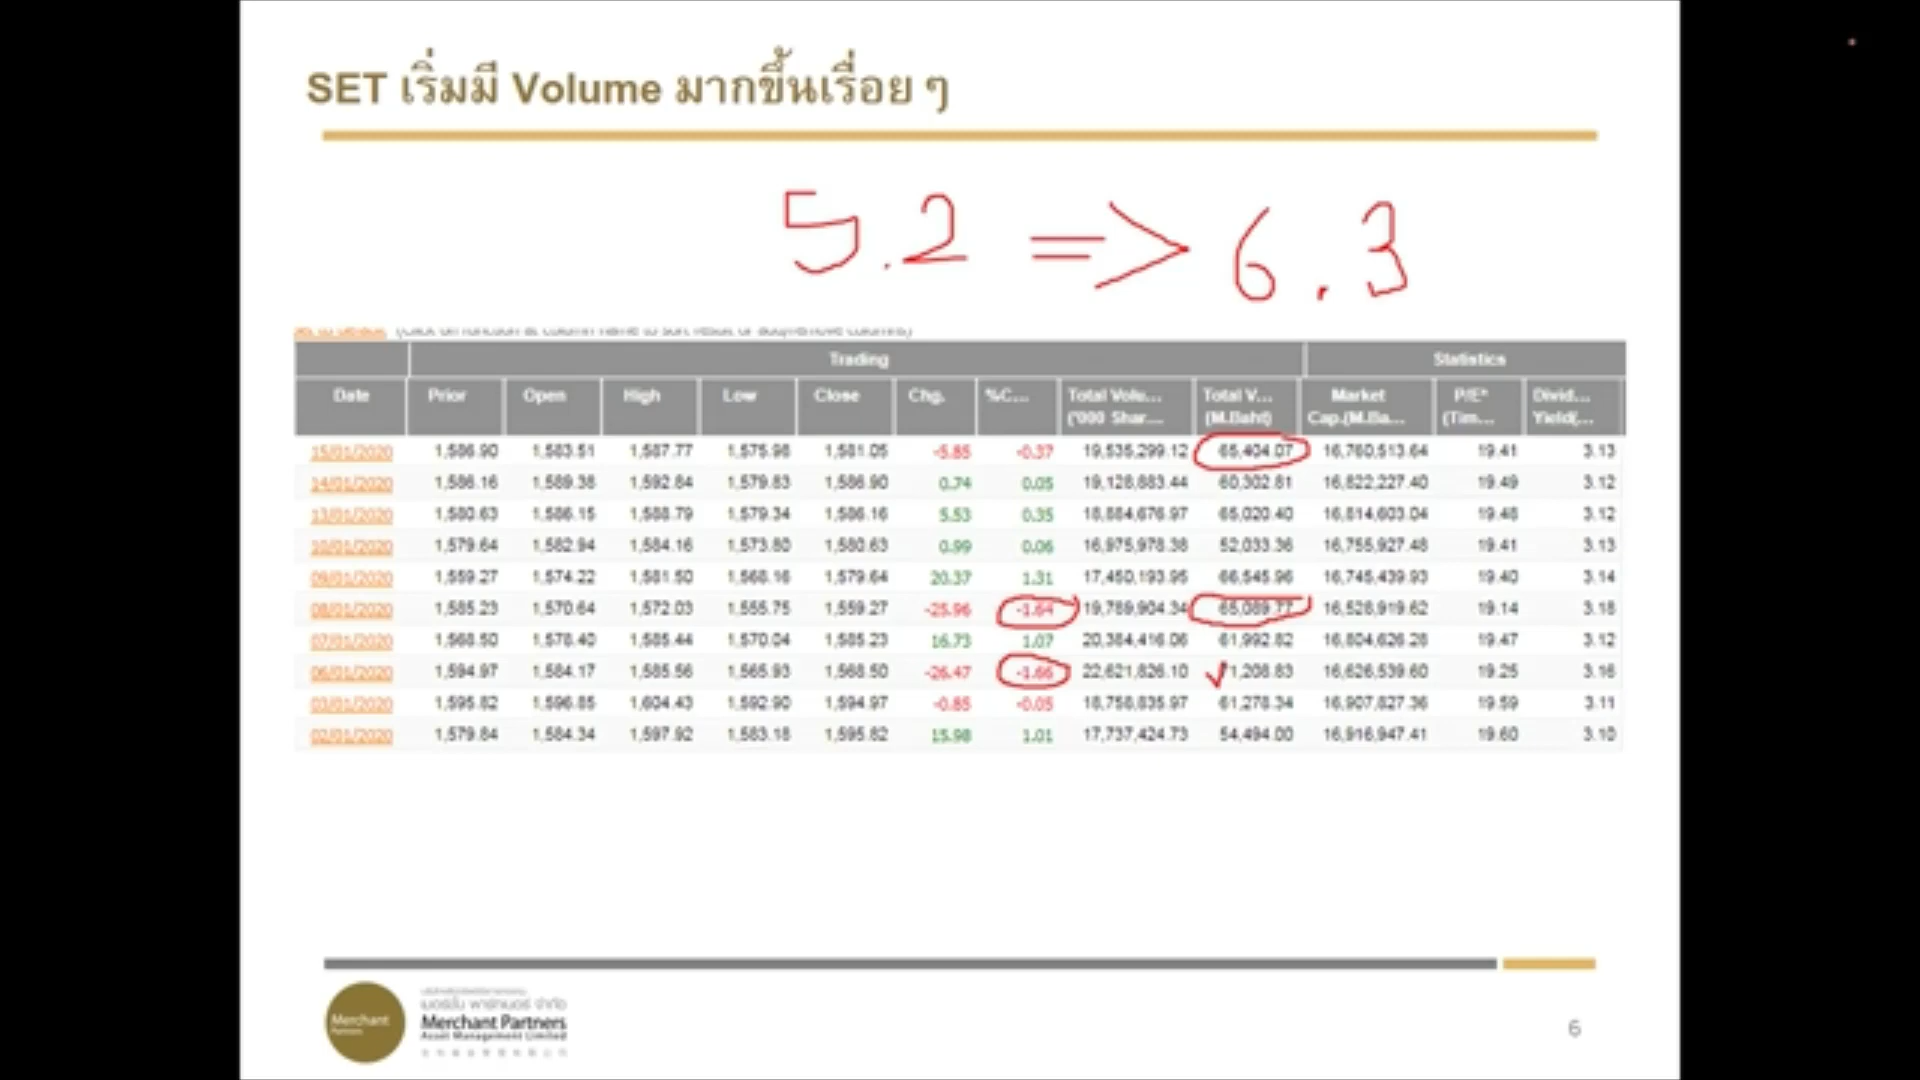 SET เริ่มมี Volume มากขึ้นเรื่อย ๆ
5.2 => 6.3
(Click on function & column name to sort result or add/remove columns)
Trading Statistics
Date Prior Open High Low Close Chg. %C... Total Volu... ('000 Shar... Total V... (M.Baht) Market Cap.(M.Ba... P/E* (Tim... Divid... Yield(...
15/01/2020 1,586.90 1,583.51 1,587.77 1,575.98 1,581.05 -5.85 -0.37 19,535,299.12 65,404.07 16,760,513.64 19.41 3.13
14/01/2020 1,586.16 1,589.38 1,592.84 1,579.83 1,586.90 0.74 0.05 19,128,883.44 60,302.81 16,822,227.40 19.49 3.12
13/01/2020 1,580.63 1,586.15 1,588.79 1,579.34 1,586.16 5.53 0.35 18,884,676.97 65,020.40 16,814,603.04 19.48 3.12
10/01/2020 1,579.64 1,582.94 1,584.16 1,573.80 1,580.63 0.99 0.06 16,975,978.38 52,033.36 16,755,927.48 19.41 3.13
09/01/2020 1,559.27 1,574.22 1,581.50 1,568.16 1,579.64 20.37 1.31 17,450,193.95 66,545.96 16,745,439.93 19.40 3.14
08/01/2020 1,585.23 1,570.64 1,572.03 1,555.75 1,559.27 -25.96 -1.64 19,789,904.34 65,089.77 16,528,919.62 19.14 3.18
07/01/2020 1,568.50 1,578.40 1,585.44 1,570.04 1,585.23 16.73 1.07 20,384,416.06 61,992.82 16,804,626.28 19.47 3.12
06/01/2020 1,594.97 1,584.17 1,585.56 1,565.93 1,568.50 -26.47 -1.66 22,621,826.10 71,208.83 16,626,539.60 19.25 3.16
03/01/2020 1,595.82 1,596.85 1,604.43 1,592.90 1,594.97 -0.85 -0.05 18,758,835.97 61,278.34 16,907,827.36 19.59 3.11
02/01/2020 1,579.84 1,584.34 1,597.92 1,583.18 1,595.82 15.98 1.01 17,737,424.73 54,494.00 16,916,947.41 19.60 3.10
Merchant
Partners
Merchant Partners
Asset Management Limited
6